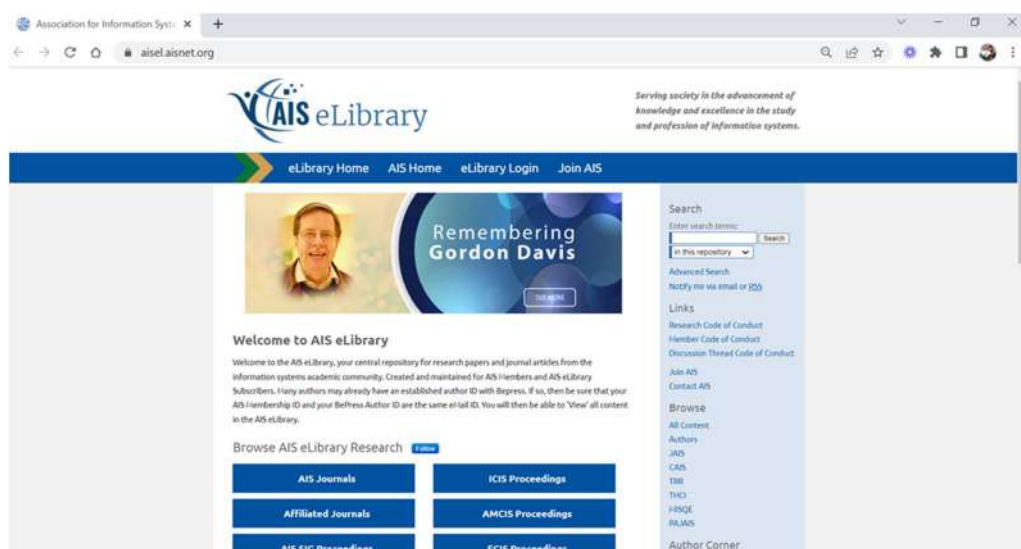 Association for Information Syst
aisel.aisnet.org
AIS eLibrary
Serving society in the advancement of
knowledge and excellence in the study
and profession of information systems.
eLibrary Home AIS Home eLibrary Login Join AIS
Remembering
Gordon Davis
Welcome to AIS eLibrary
Welcome to the AIS eLibrary, your central repository for research papers and journal articles from the
information systems academic community. Created and maintained for AIS Members and AIS eLibrary
Subscribers. Many authors may already have an established author ID with Bepress. If so, then be sure that your
AIS Membership ID and your BePress Author ID are the same eMail ID. You will then be able to 'View' all content
in the AIS eLibrary.
Browse AIS eLibrary Research Follow
AIS Journals
ICIS Proceedings
Affiliated Journals
AMCIS Proceedings
AIS SIG Proceedings
ECIS Proceedings
Search
Enter search terms:
Search
in this repository
Advanced Search
Notify me via email or RSS
Links
Research Code of Conduct
Member Code of Conduct
Discussion Thread Code of Conduct
Join AIS
Contact AIS
Browse
All Content
Authors
JAIS
CAIS
TRR
THCI
MISQE
PAJAIS
Author Corner